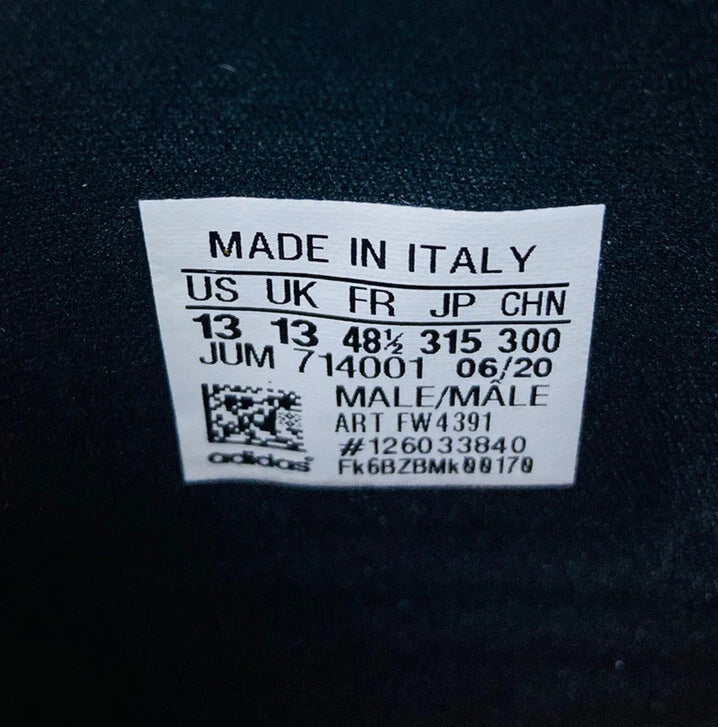 MADE IN ITALY
US UK FR JP CHN
13 13 48½ 315 300
JUM 714001 06/20
MALE/MÂLE
ART FW4391
#126033840
adidas
Fk6BZBMk00170